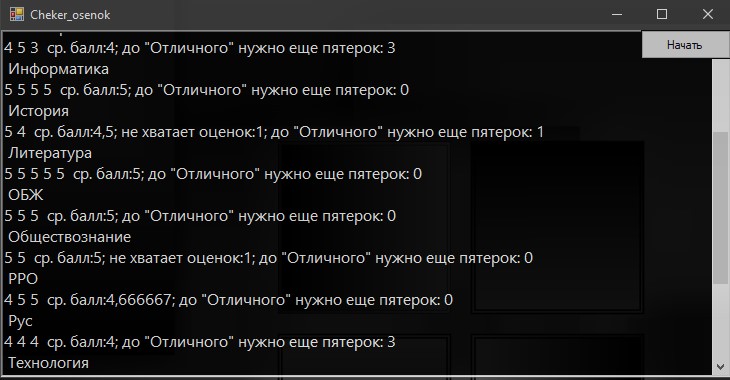 Cheker_osenok
Начать
4 5 3 ср. балл:4; до "Отличного" нужно еще пятерок: 3
Информатика
5 5 5 5 ср. балл:5; до "Отличного" нужно еще пятерок: 0
История
5 4 ср. балл:4,5; не хватает оценок:1; до "Отличного" нужно еще пятерок: 1
Литература
5 5 5 5 5 ср. балл:5; до "Отличного" нужно еще пятерок: 0
ОБЖ
5 5 5 ср. балл:5; до "Отличного" нужно еще пятерок: 0
Обществознание
5 5 ср. балл:5; не хватает оценок:1; до "Отличного" нужно еще пятерок: 0
РРО
4 5 5 ср. балл:4,666667; до "Отличного" нужно еще пятерок: 0
Рус
4 4 4 ср. балл:4; до "Отличного" нужно еще пятерок: 3
Технология